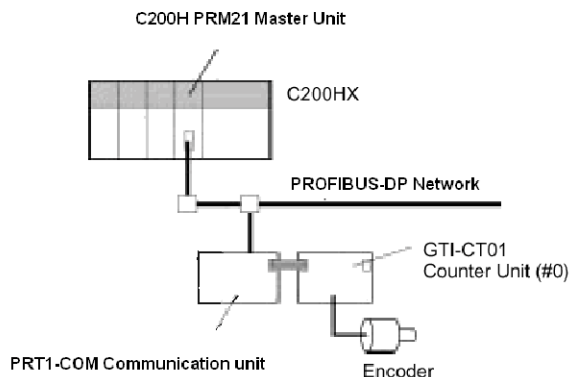 C200H PRM21 Master Unit
C200HX
PROFIBUS-DP Network
GTI-CT01
Counter Unit (#0)
PRT1-COM Communication unit
Encoder